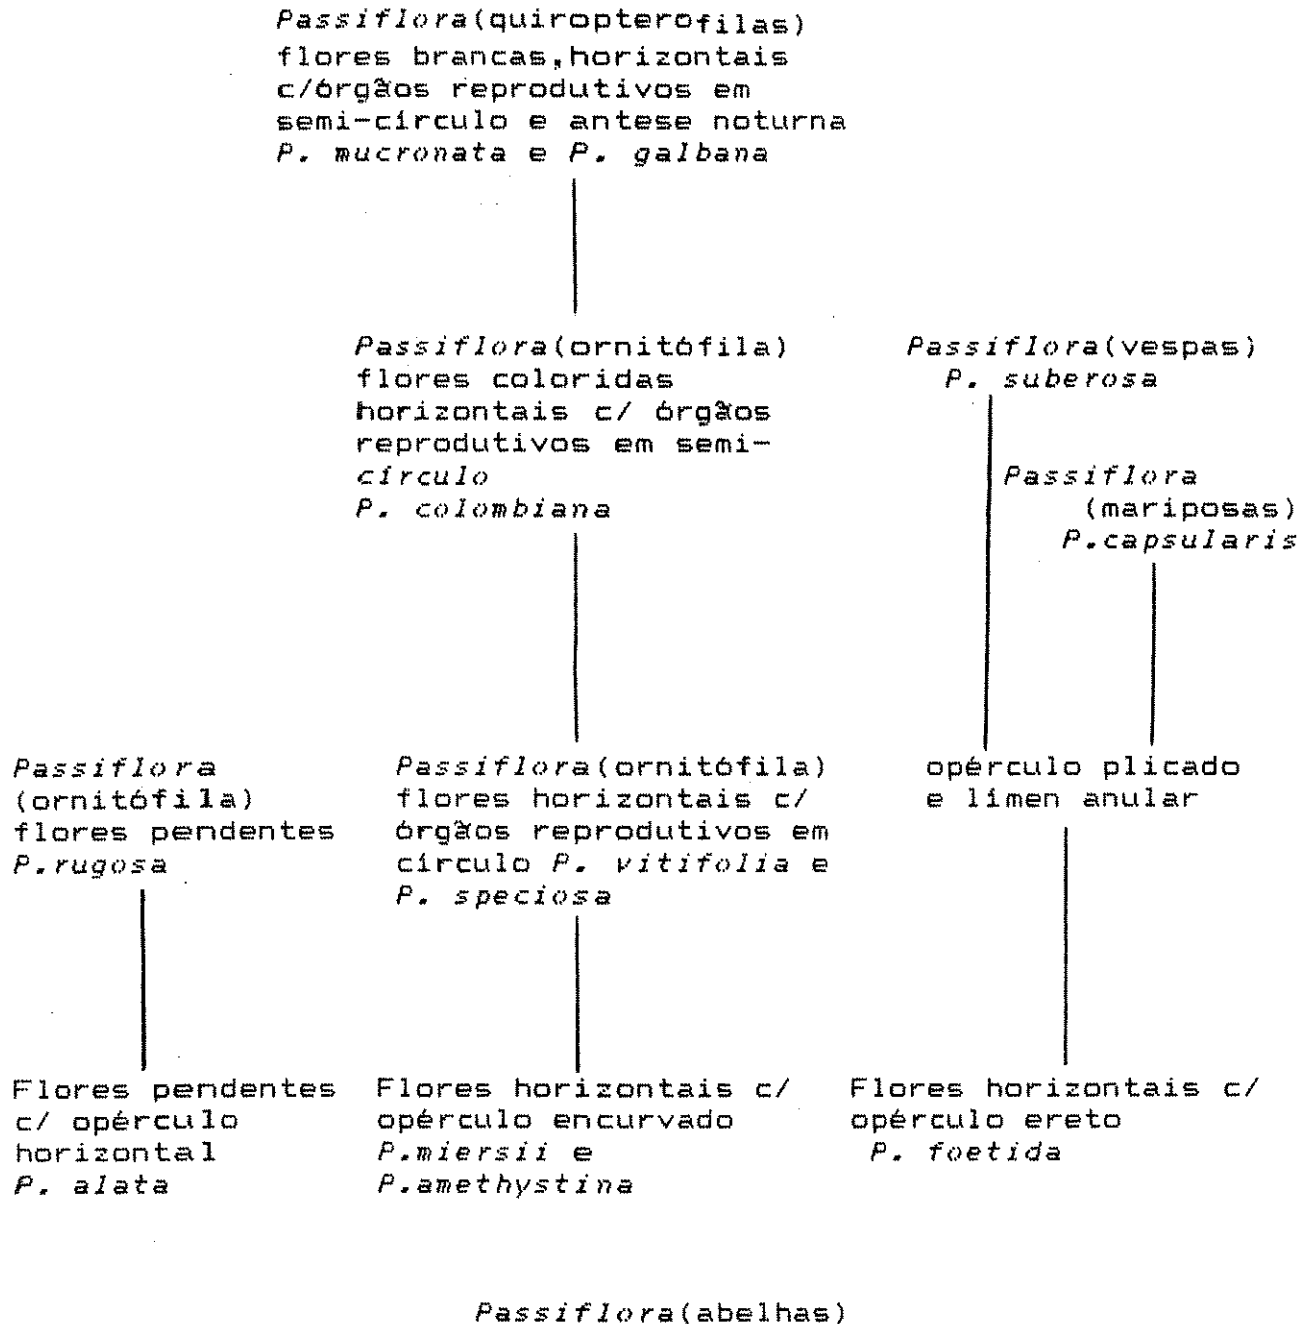 Passiflora(quiropterofilas)
flores brancas,horizontais
c/órgãos reprodutivos em
semi-círculo e antese noturna
P. mucronata e P. galbana
Passiflora(ornitófila)
flores coloridas
horizontais c/ órgãos
reprodutivos em semi-
círculo
P. colombiana
Passiflora(vespas)
P. suberosa
Passiflora
(mariposas)
P.capsularis
Passiflora
(ornitófila)
flores pendentes
P.rugosa
Passiflora(ornitófila)
flores horizontais c/
órgãos reprodutivos em
círculo P. vitifolia e
P. speciosa
opérculo plicado
e límen anular
Flores pendentes
c/ opérculo
horizontal
P. alata
Flores horizontais c/
opérculo encurvado
P.miersii e
P.amethystina
Flores horizontais c/
opérculo ereto
P. foetida
Passiflora(abelhas)